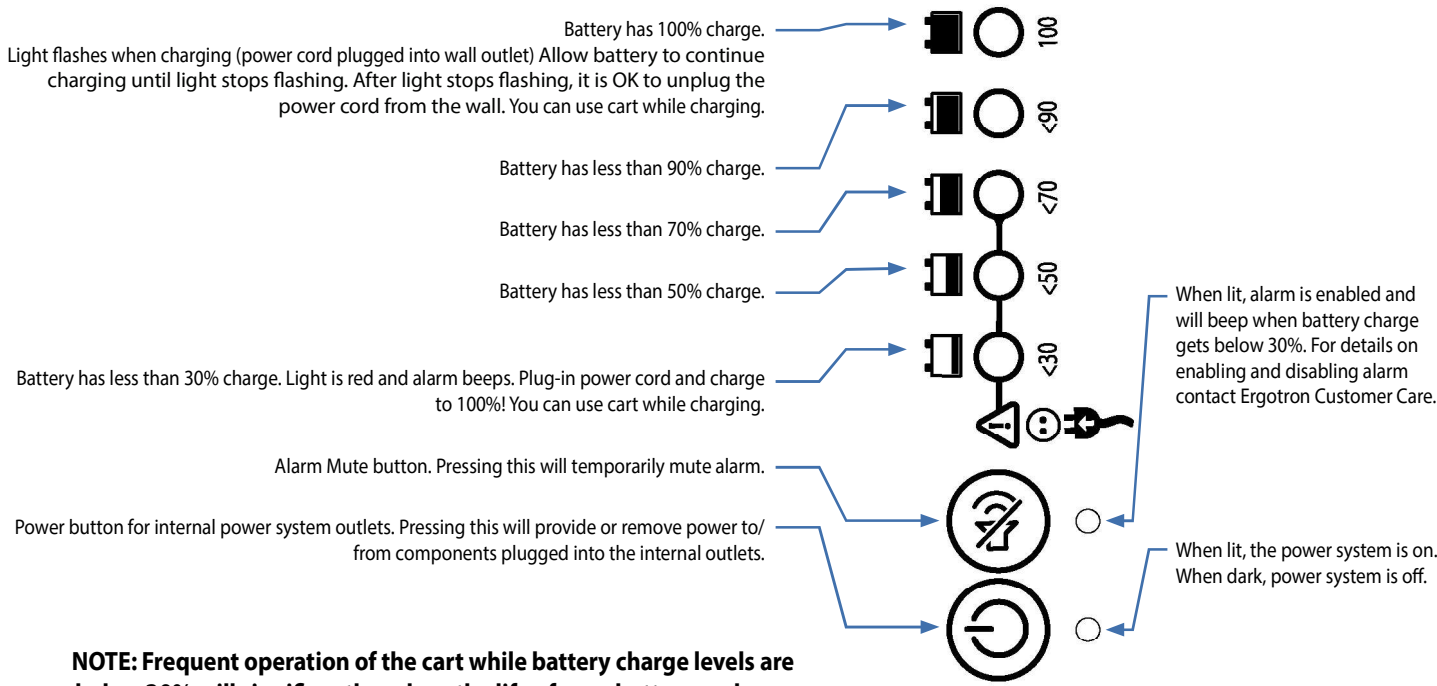 Battery has 100% charge.
Light flashes when charging (power cord plugged into wall outlet) Allow battery to continue
charging until light stops flashing. After light stops flashing, it is OK to unplug the
power cord from the wall. You can use cart while charging.
Battery has less than 90% charge.
Battery has less than 70% charge.
Battery has less than 50% charge.
Battery has less than 30% charge. Light is red and alarm beeps. Plug-in power cord and charge
to 100%! You can use cart while charging.
Alarm Mute button. Pressing this will temporarily mute alarm.
Power button for internal power system outlets. Pressing this will provide or remove power to/
from components plugged into the internal outlets.
100
<90
<70
<50
<30
!
When lit, alarm is enabled and
will beep when battery charge
gets below 30%. For details on
enabling and disabling alarm
contact Ergotron Customer Care.
When lit, the power system is on.
When dark, power system is off.
NOTE: Frequent operation of the cart while battery charge levels are